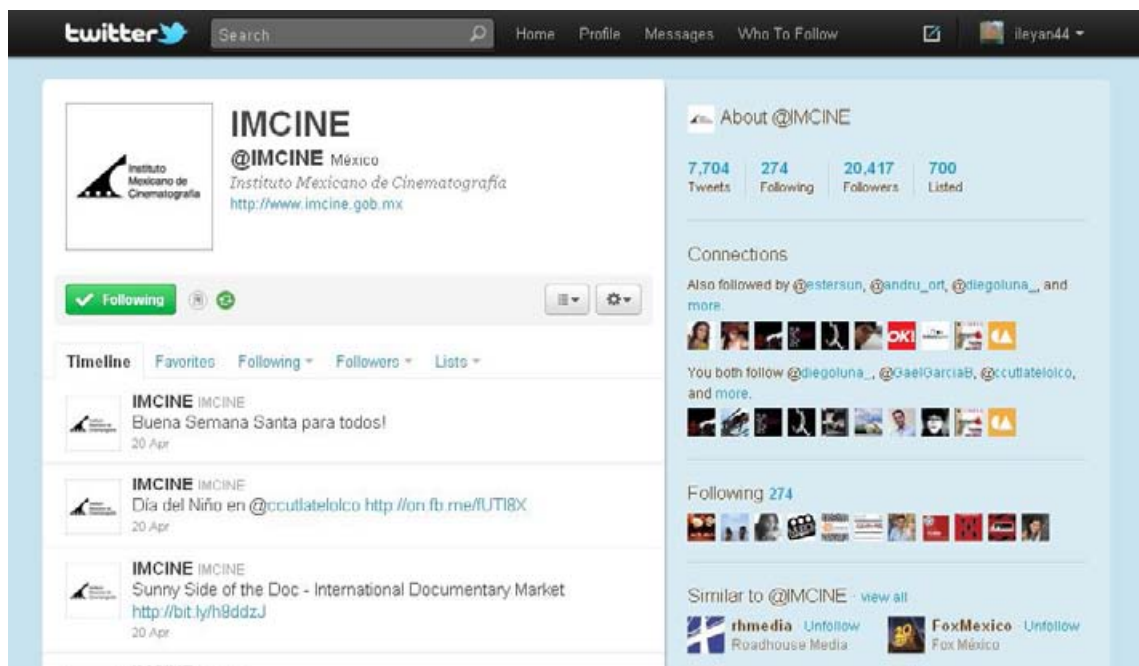 twitter
Search
Home Profile Messages Who To Follow
ileyan44
Instituto
Mexicano de
Cinematografía
IMCINE
@IMCINE México
Instituto Mexicano de Cinematografía
http://www.imcine.gob.mx
Following
Timeline Favorites Following Followers Lists
IMCINE IMCINE
Buena Semana Santa para todos!
20 Apr
IMCINE IMCINE
Día del Niño en @ccutlatelolco http://on.fb.me/fUTl8X
20 Apr
IMCINE IMCINE
Sunny Side of the Doc - International Documentary Market
http://bit.ly/h9ddzJ
20 Apr
About @IMCINE
7,704 274 20,417 700
Tweets Following Followers Listed
Connections
Also followed by @estersun, @andru_ort, @diegoluna_, and
more.
OK!
You both follow @diegoluna_, @GaelGarciaB, @ccutlatelolco,
and more.
Following 274
Similar to @IMCINE · view all
rhmedia · Unfollow
Roadhouse Media
FoxMexico · Unfollow
Fox México